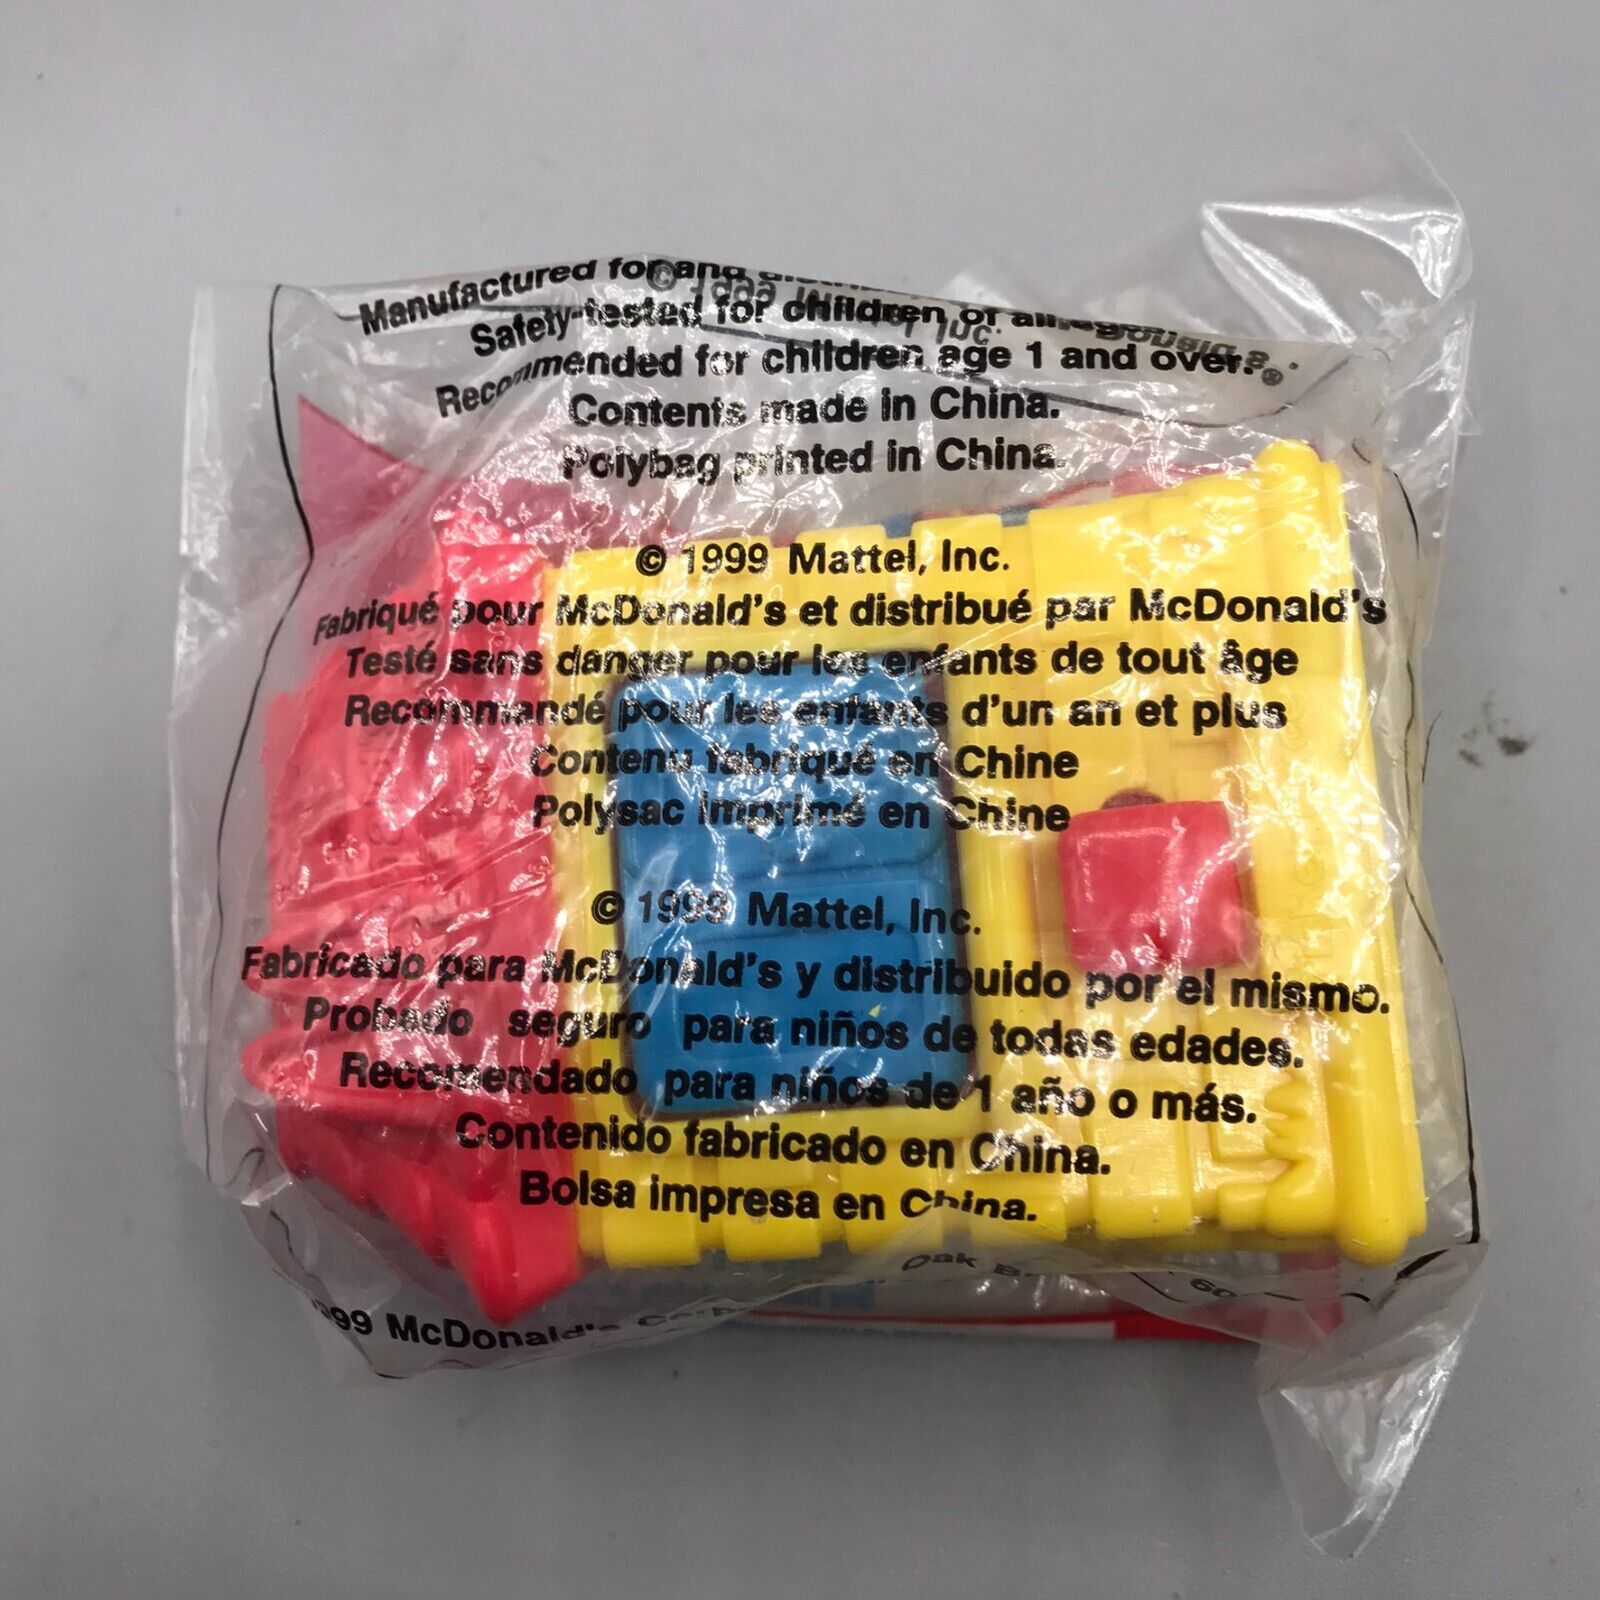 Manufactured for and
Safety-tested for children of all ages.
Recommended for children age 1 and over.
Contents made in China.
Polybag printed in China.
© 1999 Mattel, Inc.
Fabriqué pour McDonald's et distribué par McDonald's
Testé sans danger pour les enfants de tout âge
Recommandé pour les enfants d'un an et plus
Contenu fabriqué en Chine
Polysac imprimé en Chine
© 1999 Mattel, Inc.
Fabricado para McDonald's y distribuido por el mismo.
Probado seguro para niños de todas edades.
Recomendado para niños de 1 año o más.
Contenido fabricado en China.
Bolsa impresa en China.
1999 McDonald's Oak